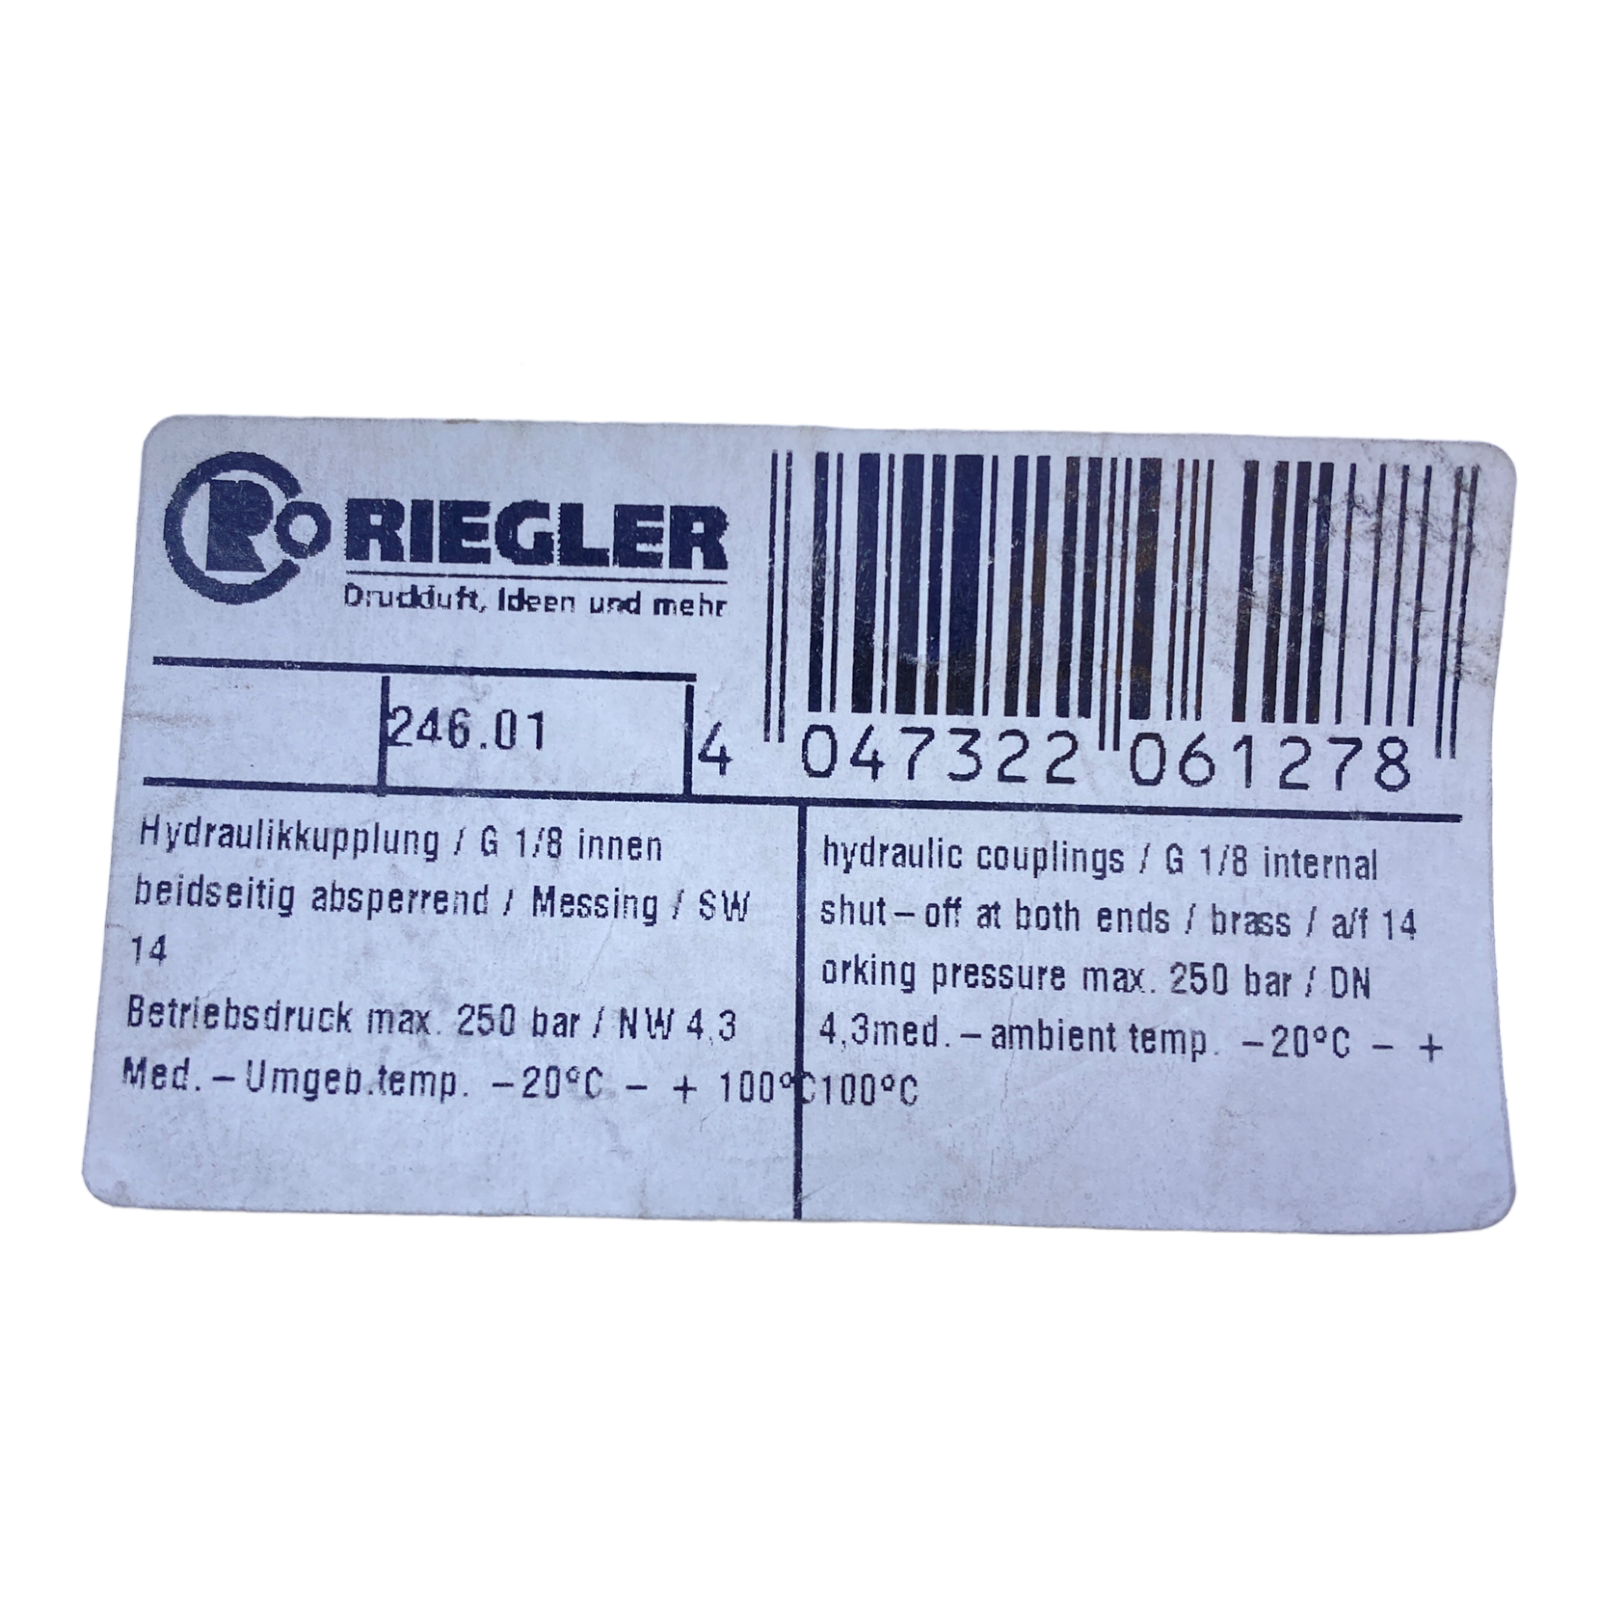 RIEGLER
Druckluft, Ideen und mehr
246.01
4 047322 061278
Hydraulikkupplung / G 1/8 innen
beidseitig absperrend / Messing / SW
14
Betriebsdruck max. 250 bar / NW 4,3
Med.-Umgeb.temp. -20°C - + 100°C
hydraulic couplings / G 1/8 internal
shut-off at both ends / brass / a/f 14
orking pressure max. 250 bar / DN
4,3med.-ambient temp. -20°C - +
100°C